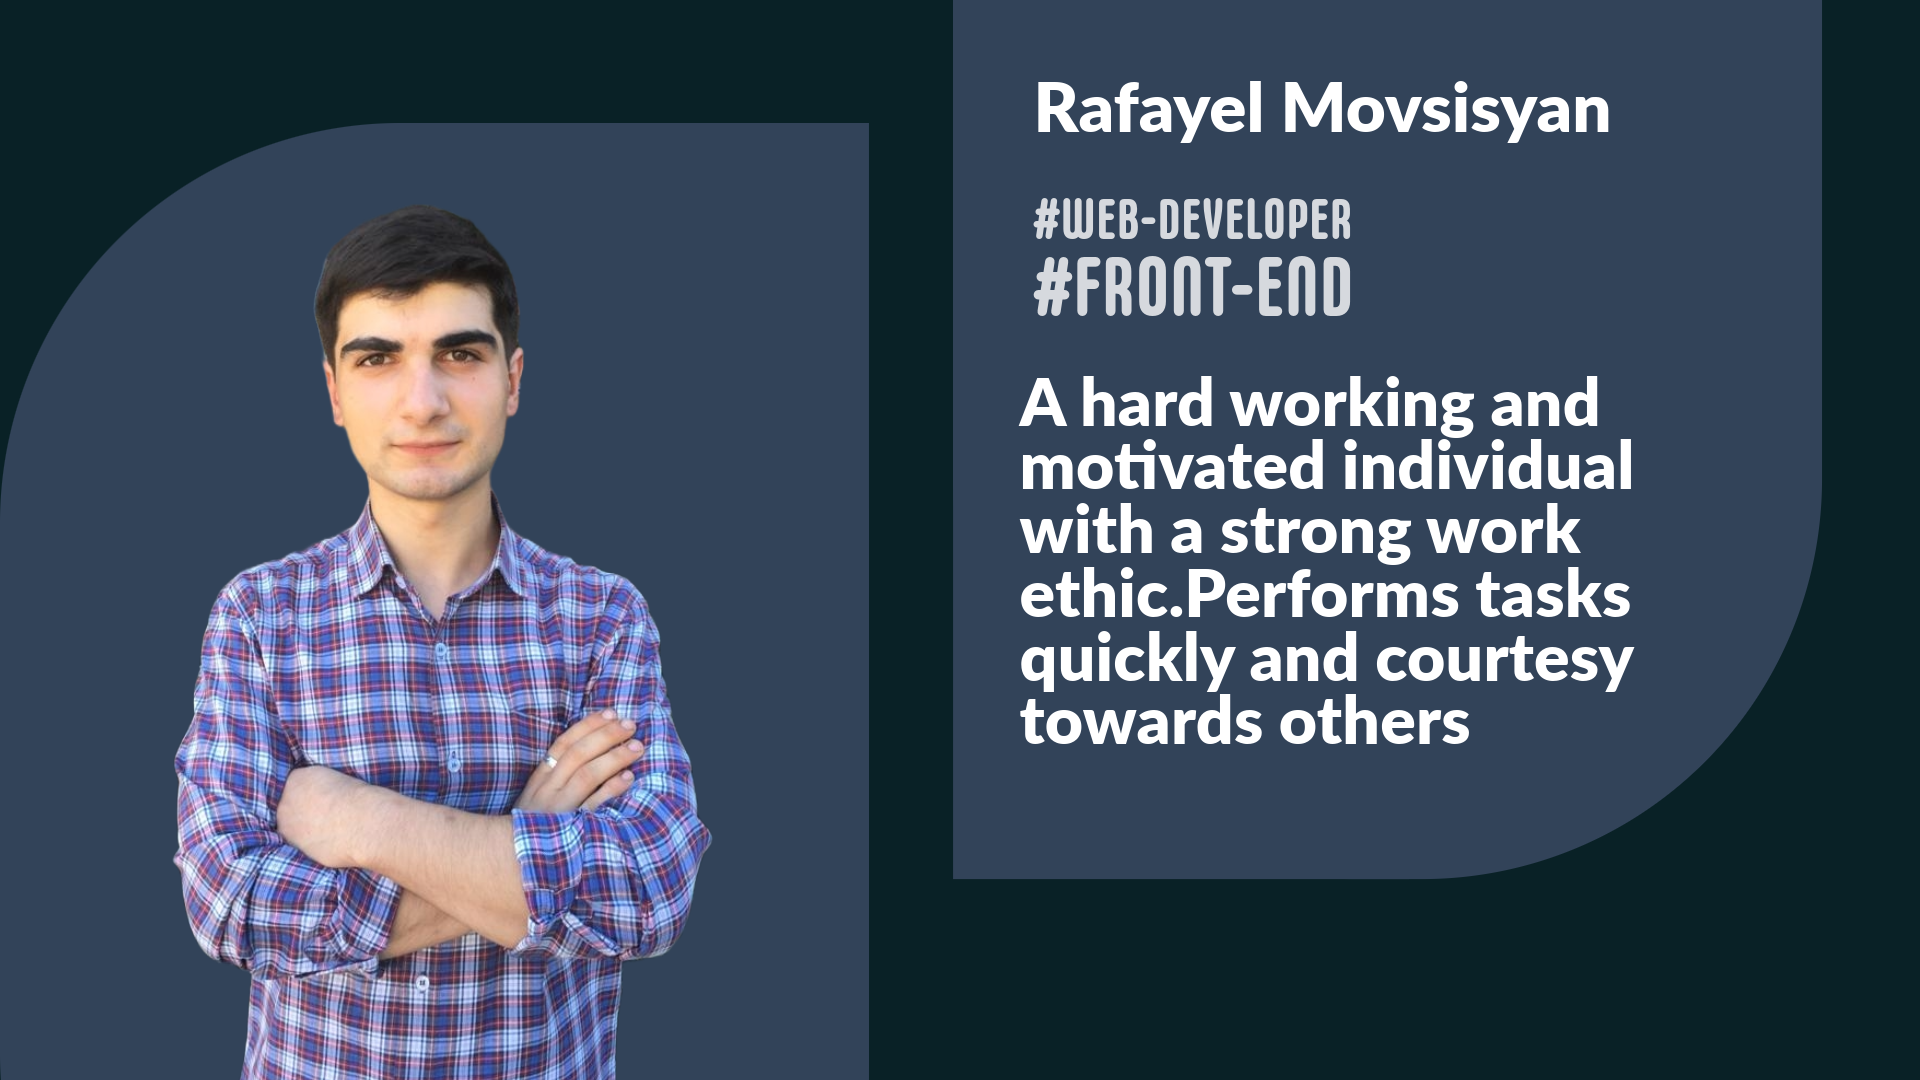 Rafayel Movsisyan
#WEB-DEVELOPER
#FRONT-END
A hard working and
motivated individual
with a strong work
ethic.Performs tasks
quickly and courtesy
towards others